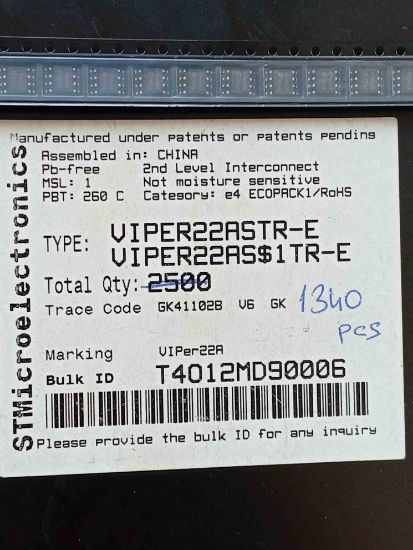 Manufactured under patents or patents pending
STMicroelectronics
Assembled in: CHINA
Pb-free 2nd Level Interconnect
MSL: 1 Not moisture sensitive
PBT: 260 C Category: e4 ECOPACK1/RoHS
TYPE: VIPER22ASTR-E
VIPER22AS$1TR-E
Total Qty: 2500
1340
pcs
Trace Code GK41102B V6 GK
Marking VIPer22A
Bulk ID T4012MD90006
Please provide the bulk ID for any inquiry